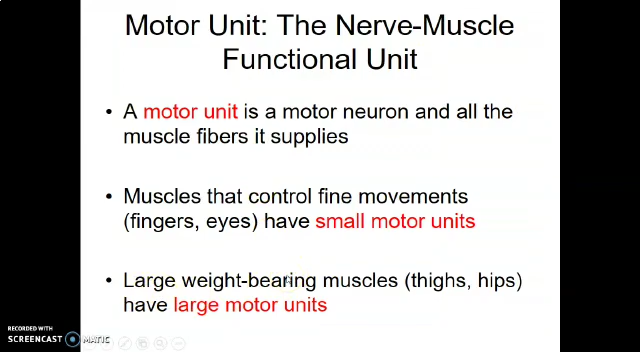 Motor Unit: The Nerve-Muscle
Functional Unit
• A motor unit is a motor neuron and all the
muscle fibers it supplies
• Muscles that control fine movements
(fingers, eyes) have small motor units
• Large weight-bearing muscles (thighs, hips)
have large motor units
RECORDED WITH
SCREENCAST MATIC